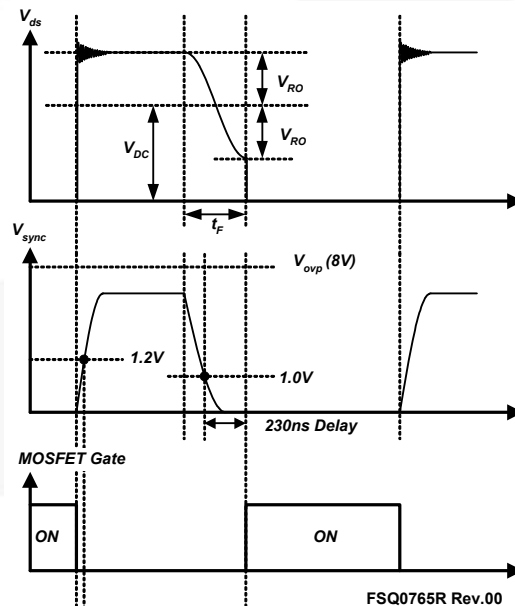 Vds
VRO
VRO
VDC
tF
Vsync
Vovp (8V)
1.2V
1.0V
230ns Delay
MOSFET Gate
ON
ON
FSQ0765R Rev.00